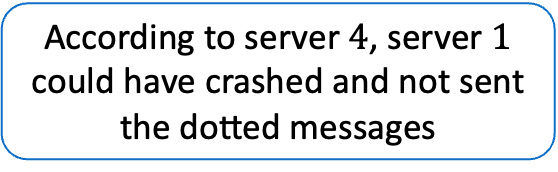 According to server 4, server 1
could have crashed and not sent
the dotted messages